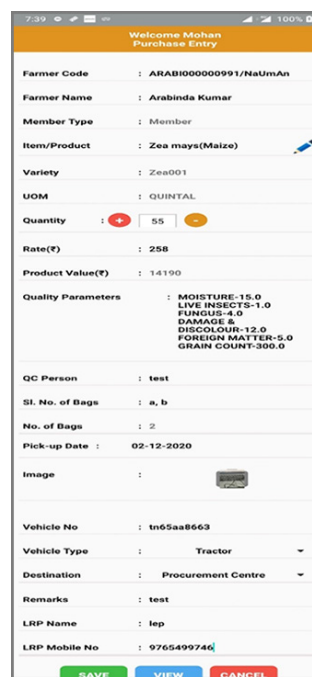 7:39 100%
Welcome Mohan
Purchase Entry
Farmer Code : ARABI000000991/NaUmAn
Farmer Name : Arabinda Kumar
Member Type : Member
Item/Product : Zea mays(Maize)
Variety : Zea001
UOM : QUINTAL
Quantity : + 55 -
Rate(₹) : 258
Product Value(₹) : 14190
Quality Parameters : MOISTURE-15.0
LIVE INSECTS-1.0
FUNGUS-4.0
DAMAGE &
DISCOLOUR-12.0
FOREIGN MATTER-5.0
GRAIN COUNT-300.0
QC Person : test
Sl. No. of Bags : a, b
No. of Bags : 2
Pick-up Date : 02-12-2020
Image :
Vehicle No : tn65aa8663
Vehicle Type : Tractor
Destination : Procurement Centre
Remarks : test
LRP Name : lep
LRP Mobile No : 9765499746
SAVE VIEW CANCEL